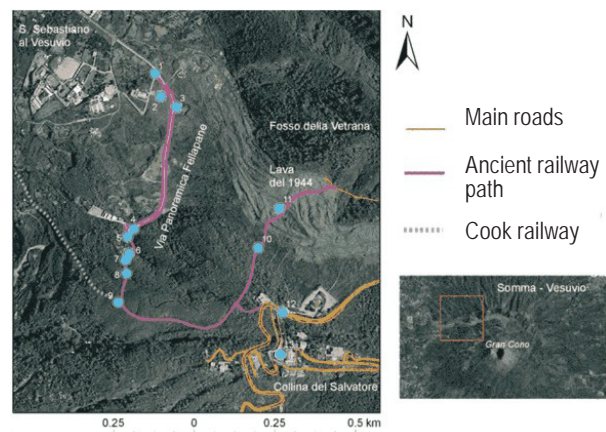 S. Sebastiano
al Vesuvio
1
2
3
Fosso della Vetrana
Via Panoramica Fellapane
Lava
del 1944
11
4
5
6
7
8
10
9
12
Collina del Salvatore
0.25 0 0.25 0.5 km
N
Main roads
Ancient railway
path
Cook railway
Somma - Vesuvio
Gran Cono